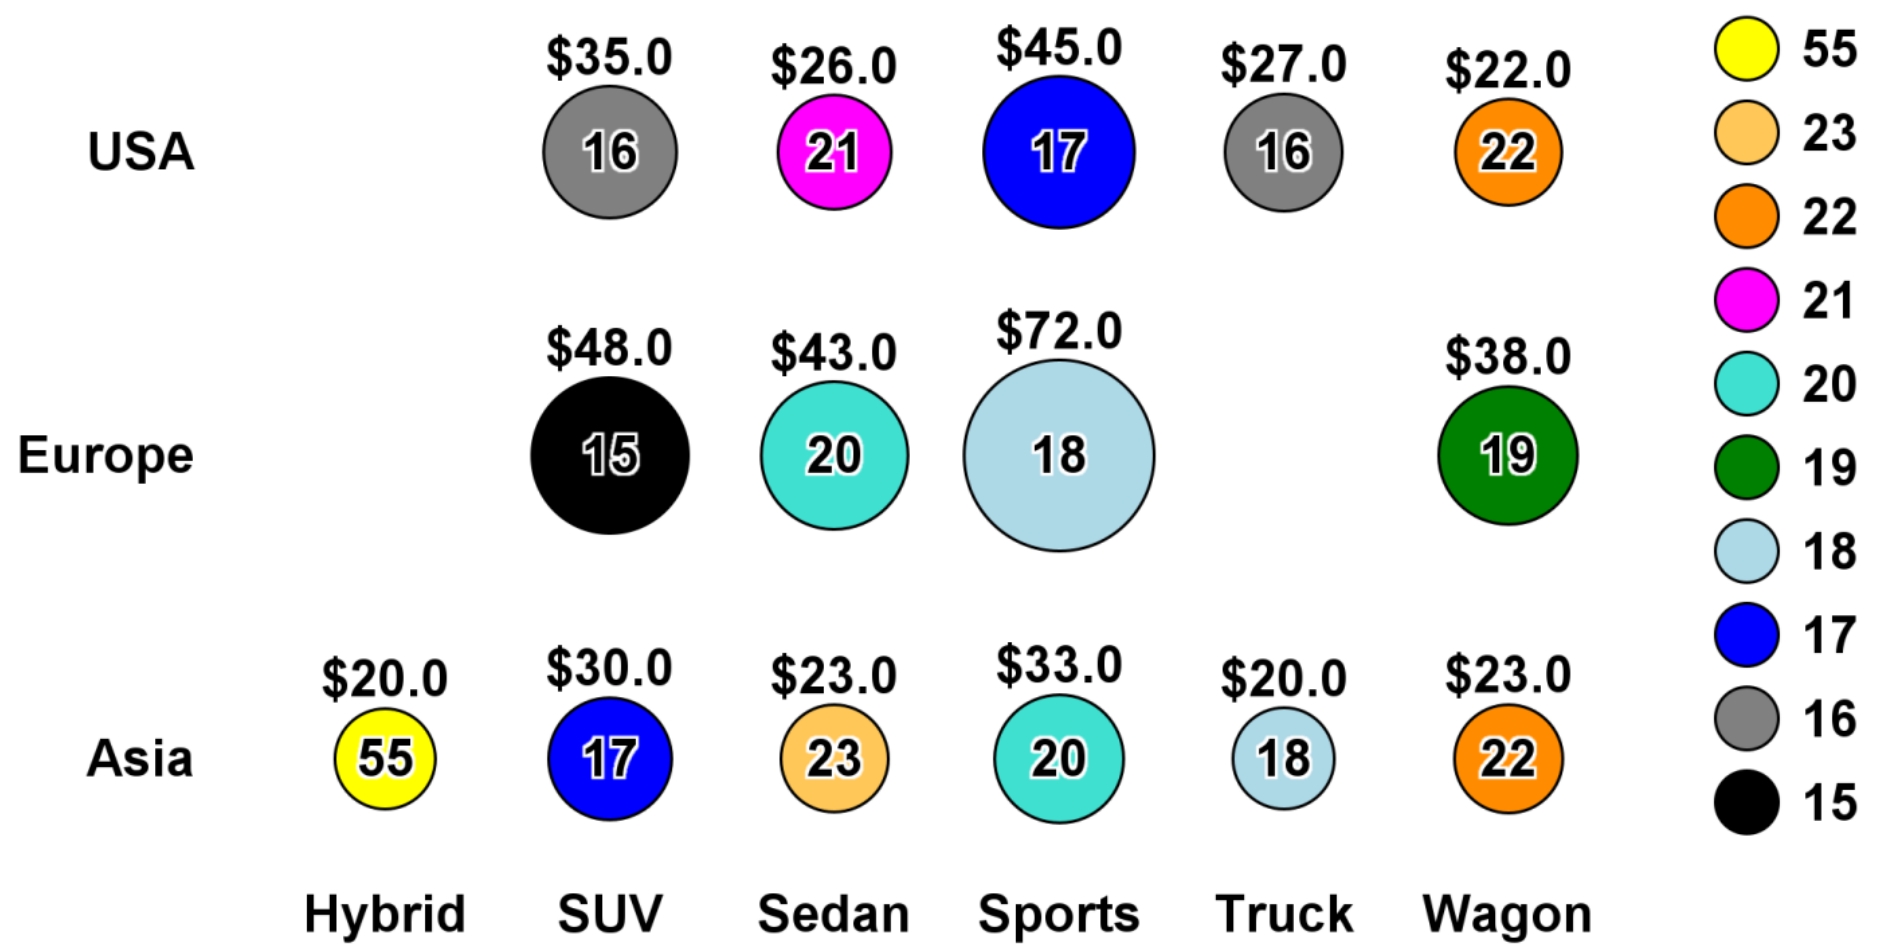 $35.0 $26.0 $45.0 $27.0 $22.0
USA 16 21 17 16 22
$48.0 $43.0 $72.0 $38.0
Europe 15 20 18 19
$20.0 $30.0 $23.0 $33.0 $20.0 $23.0
Asia 55 17 23 20 18 22
Hybrid SUV Sedan Sports Truck Wagon
55
23
22
21
20
19
18
17
16
15